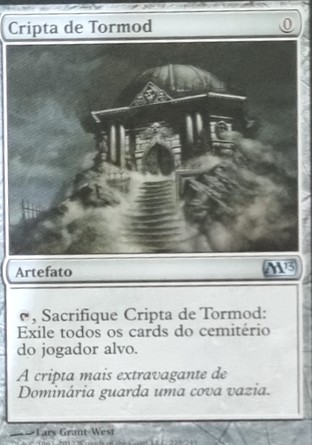 Cripta de Tormod 0
Artefato M13
, Sacrifique Cripta de Tormod:
Exile todos os cards do cemitério
do jogador alvo.
A cripta mais extravagante de
Dominária guarda uma cova vazia.
Lars Grant-West